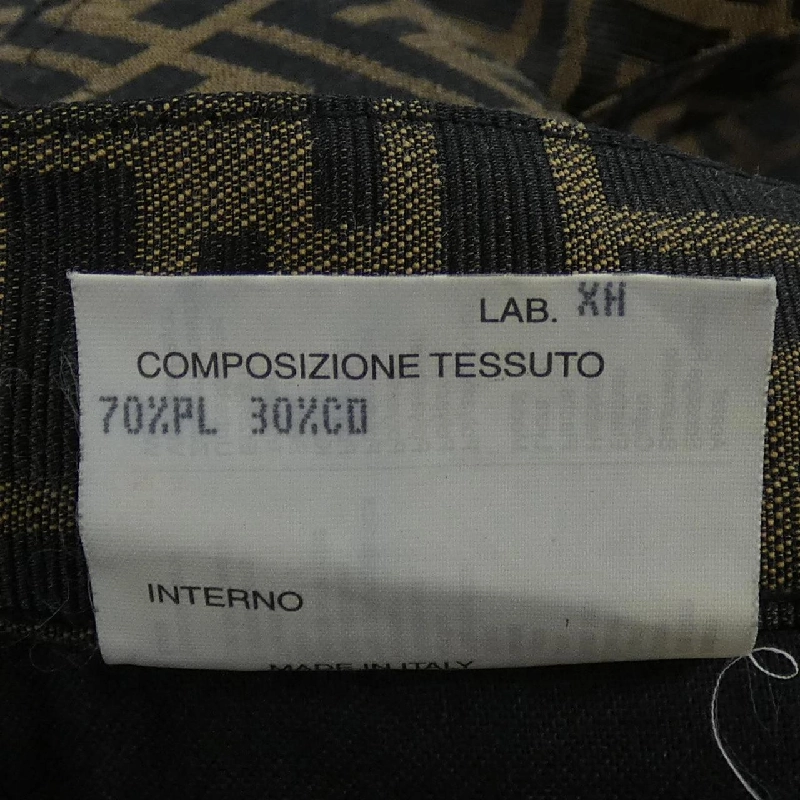 LAB. XH
COMPOSIZIONE TESSUTO
70%PL 30%CO
INTERNO
MADE IN ITALY